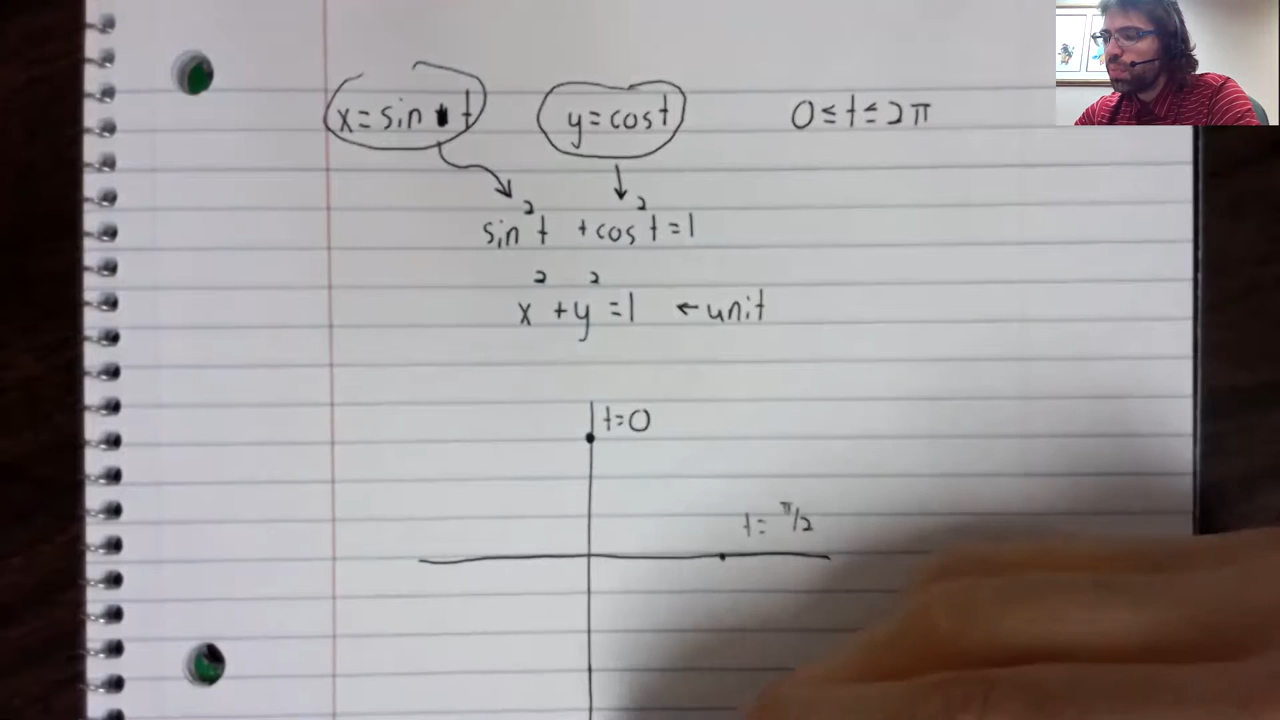 x = sin t y = cos t 0 ≤ t ≤ 2π
sin² t + cos² t = 1
x² + y² = 1 ← unit
t = 0
t = π/2